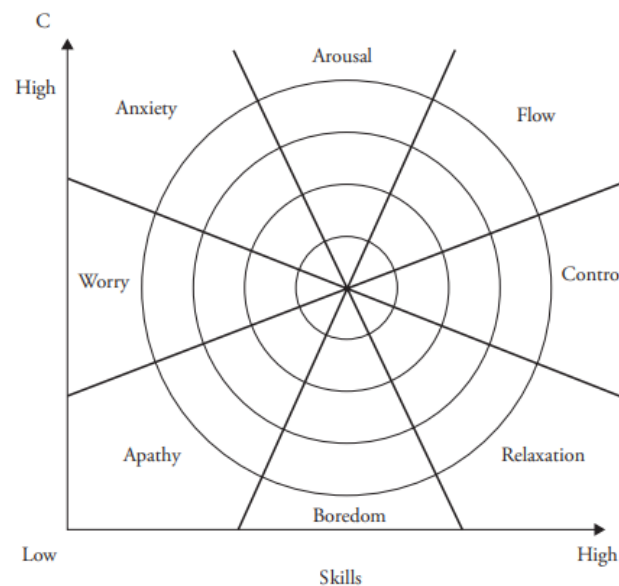 C
Arousal
High
Anxiety
Flow
Worry
Contro
Apathy
Relaxation
Boredom
Low
High
Skills